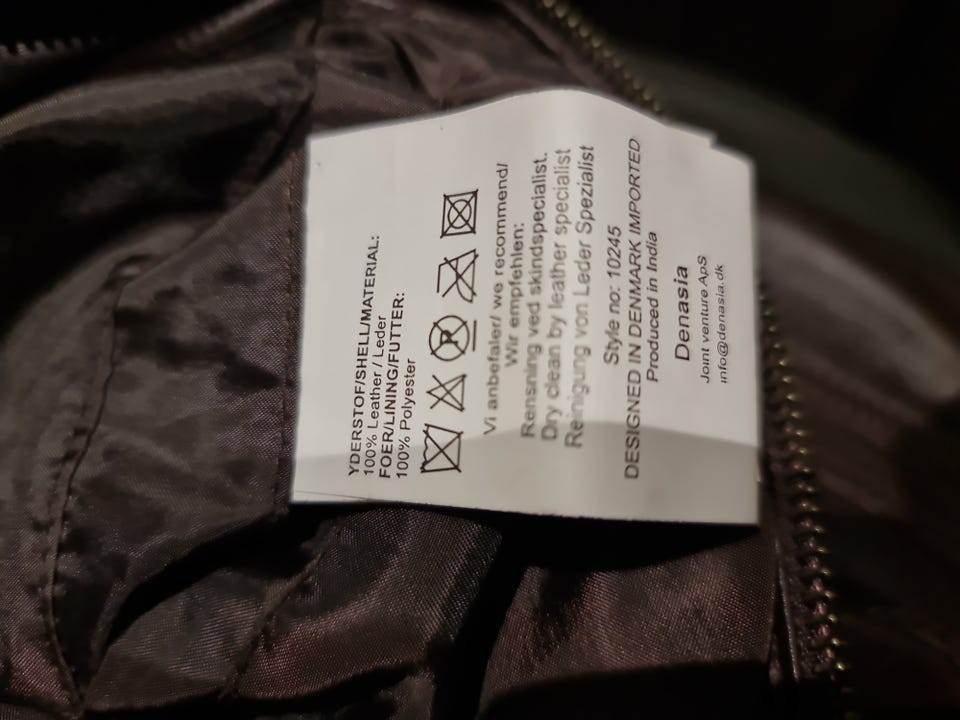 YDERSTOF/SHELL/MATERIAL:
100% Leather / Leder
FOER/LINING/FUTTER:
100% Polyester
P
Vi anbefaler/ we recommend/
Wir empfehlen:
Rensning ved skindspecialist.
Dry clean by leather specialist
Reinigung von Leder Spezialist
Style no: 10245
DESIGNED IN DENMARK IMPORTED
Produced in India
Denasia
Joint venture ApS
info@denasia.dk